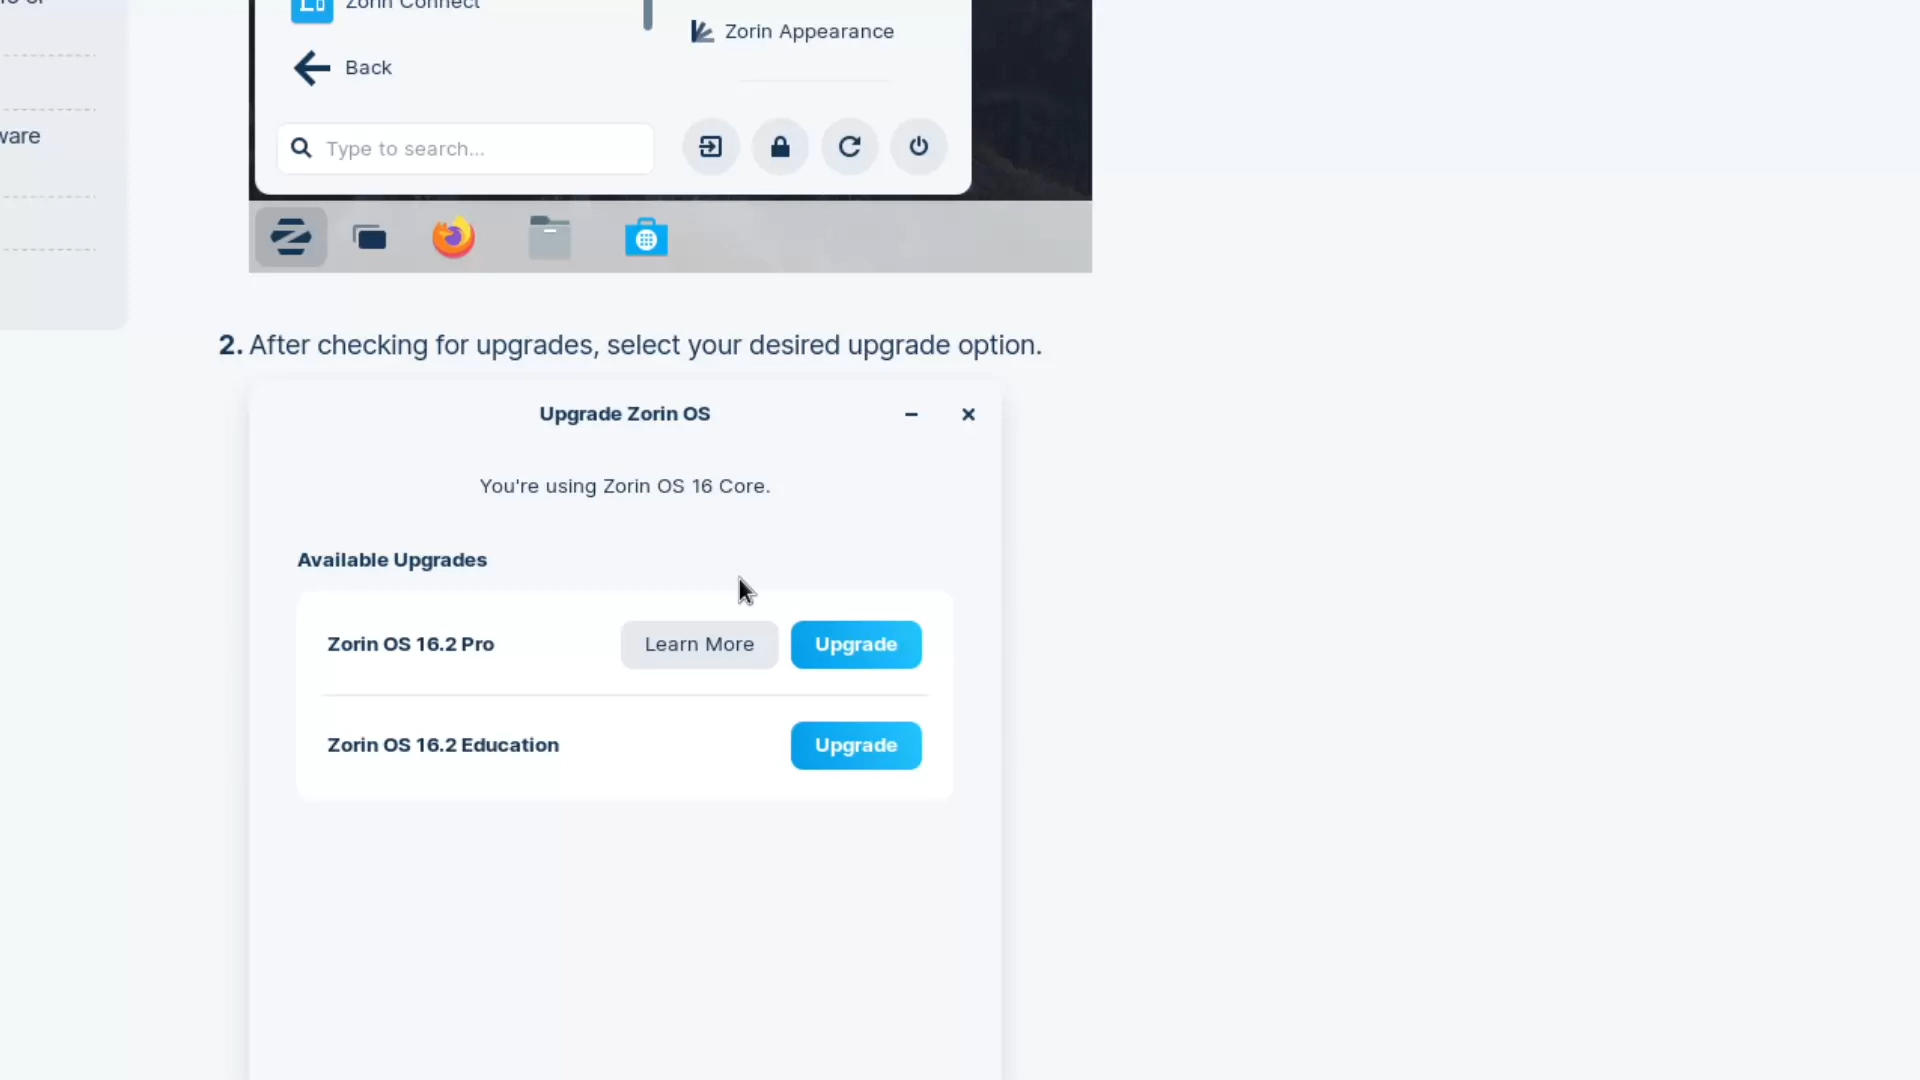 Zorin Connect
Zorin Appearance
Back
ware
Type to search...
2. After checking for upgrades, select your desired upgrade option.
Upgrade Zorin OS
You're using Zorin OS 16 Core.
Available Upgrades
Zorin OS 16.2 Pro
Learn More
Upgrade
Zorin OS 16.2 Education
Upgrade